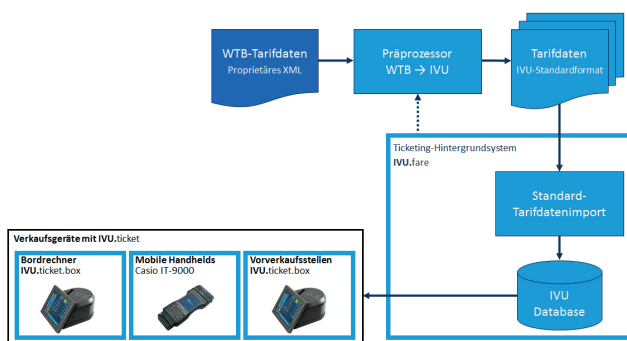 WTB-Tarifdaten
Proprietäres XML
Präprozessor
WTB → IVU
Tarifdaten
IVU-Standardformat
Ticketing-Hintergrundsystem
IVU.fare
Standard-
Tarifdatenimport
IVU
Database
Verkaufsgeräte mit IVU.ticket
Bordrechner
IVU.ticket.box
Mobile Handhelds
Casio IT-9000
Vorverkaufsstellen
IVU.ticket.box